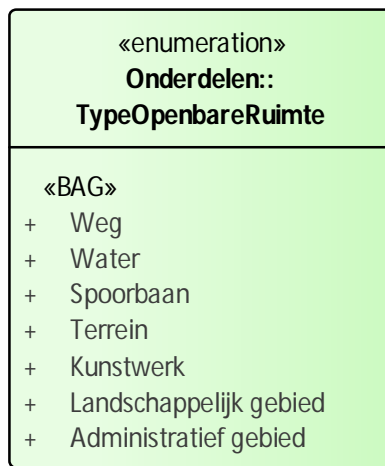 «enumeration»
Onderdelen::
TypeOpenbareRuimte
«BAG»
+ Weg
+ Water
+ Spoorbaan
+ Terrein
+ Kunstwerk
+ Landschappelijk gebied
+ Administratief gebied